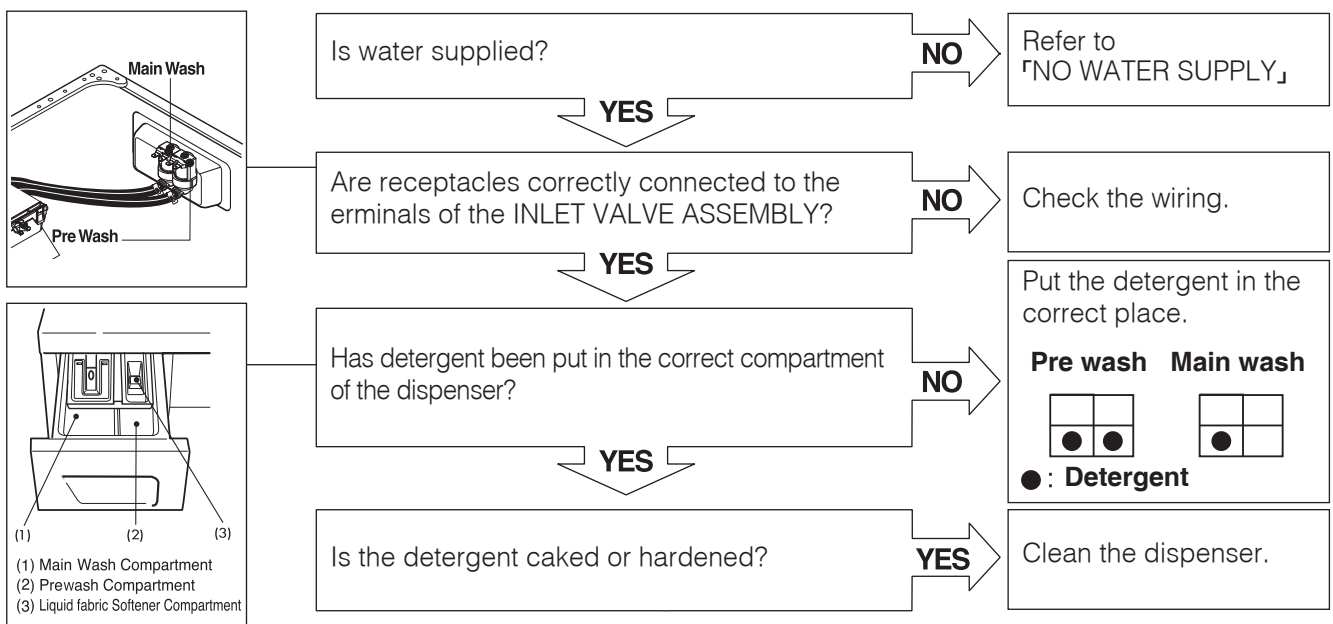 Main Wash
Pre Wash
Is water supplied?
NO
Refer to
「NO WATER SUPPLY」
YES
Are receptacles correctly connected to the
erminals of the INLET VALVE ASSEMBLY?
NO
Check the wiring.
YES
(1)
(2)
(3)
(1) Main Wash Compartment
(2) Prewash Compartment
(3) Liquid fabric Softener Compartment
Has detergent been put in the correct compartment
of the dispenser?
NO
Put the detergent in the
correct place.
Pre wash Main wash
● : Detergent
YES
Is the detergent caked or hardened?
YES
Clean the dispenser.